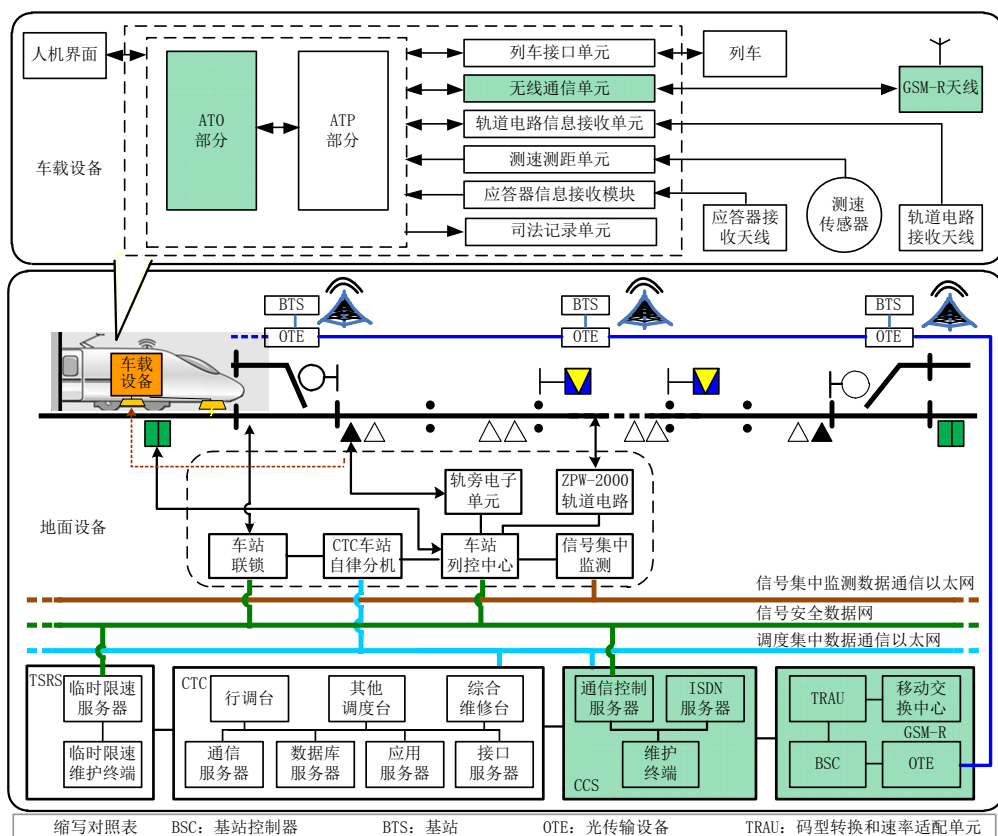 人机界面
ATO
部分
ATP
部分
列车接口单元
列车
无线通信单元
GSM-R天线
轨道电路信息接收单元
测速测距单元
应答器信息接收模块
司法记录单元
车载设备
应答器接
收天线
测速
传感器
轨道电路
接收天线
BTS
OTE
BTS
OTE
BTS
OTE
车载
设备
轨旁电子
单元
ZPW-2000
轨道电路
地面设备
车站
联锁
CTC车站
自律分机
车站
列控中心
信号集中
监测
信号集中监测数据通信以太网
信号安全数据网
调度集中数据通信以太网
TSRS
临时限速
服务器
临时限速
维护终端
CTC
行调台
其他
调度台
综合
维修台
通信
服务器
数据库
服务器
应用
服务器
接口
服务器
通信控制
服务器
ISDN
服务器
维护
终端
CCS
TRAU
移动交
换中心
GSM-R
BSC
OTE
缩写对照表 BSC：基站控制器 BTS：基站 OTE：光传输设备 TRAU：码型转换和速率适配单元